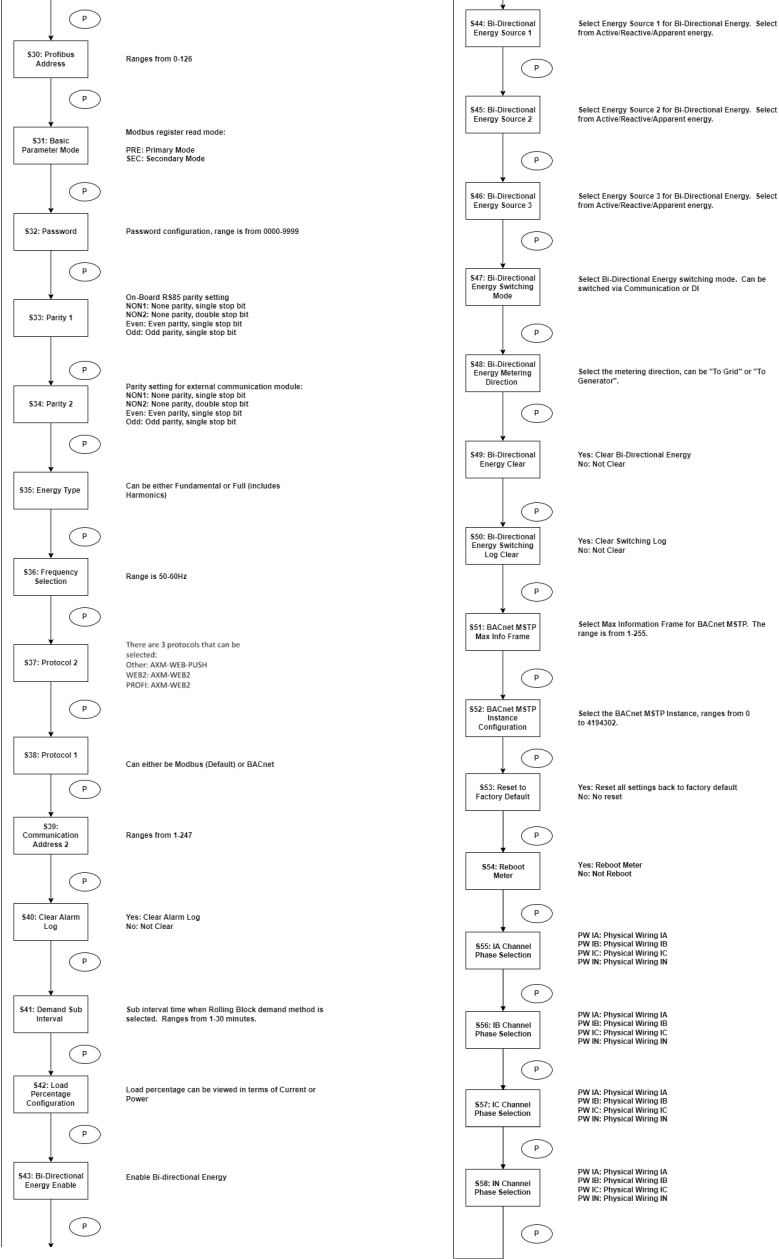 P
S30: Profibus
Address
Ranges from 0-126
P
S31: Basic
Parameter Mode
Modbus register read mode:
PRE: Primary Mode
SEC: Secondary Mode
P
S32: Password
Password configuration, range is from 0000-9999
P
S33: Parity 1
On-Board RS85 parity setting
NON1: None parity, single stop bit
NON2: None parity, double stop bit
Even: Even parity, single stop bit
Odd: Odd parity, single stop bit
P
S34: Parity 2
Parity setting for external communication module:
NON1: None parity, single stop bit
NON2: None parity, double stop bit
Even: Even parity, single stop bit
Odd: Odd parity, single stop bit
P
S35: Energy Type
Can be either Fundamental or Full (includes
Harmonics)
P
S36: Frequency
Selection
Range is 50-60Hz
P
S37: Protocol 2
There are 3 protocols that can be
selected:
Other: AXM-WEB-PUSH
WEB2: AXM-WEB2
PROFI: AXM-WEB2
P
S38: Protocol 1
Can either be Modbus (Default) or BACnet
P
S39:
Communication
Address 2
Ranges from 1-247
P
S40: Clear Alarm
Log
Yes: Clear Alarm Log
No: Not Clear
P
S41: Demand Sub
Interval
Sub interval time when Rolling Block demand method is
selected. Ranges from 1-30 minutes.
P
S42: Load
Percentage
Configuration
Load percentage can be viewed in terms of Current or
Power
P
S43: Bi-Directional
Energy Enable
Enable Bi-directional Energy
P
S44: Bi-Directional
Energy Source 1
Select Energy Source 1 for Bi-Directional Energy. Select
from Active/Reactive/Apparent energy.
P
S45: Bi-Directional
Energy Source 2
Select Energy Source 2 for Bi-Directional Energy. Select
from Active/Reactive/Apparent energy.
P
S46: Bi-Directional
Energy Source 3
Select Energy Source 3 for Bi-Directional Energy. Select
from Active/Reactive/Apparent energy.
P
S47: Bi-Directional
Energy Switching
Mode
Select Bi-Directional Energy switching mode. Can be
switched via Communication or DI
P
S48: Bi-Directional
Energy Metering
Direction
Select the metering direction, can be "To Grid" or "To
Generator".
P
S49: Bi-Directional
Energy Clear
Yes: Clear Bi-Directional Energy
No: Not Clear
P
S50: Bi-Directional
Energy Switching
Log Clear
Yes: Clear Switching Log
No: Not Clear
P
S51: BACnet MSTP
Max Info Frame
Select Max Information Frame for BACnet MSTP. The
range is from 1-255.
P
S52: BACnet MSTP
Instance
Configuration
Select the BACnet MSTP Instance, ranges from 0
to 4194302.
P
S53: Reset to
Factory Default
Yes: Reset all settings back to factory default
No: No reset
P
S54: Reboot
Meter
Yes: Reboot Meter
No: Not Reboot
P
S55: IA Channel
Phase Selection
PW IA: Physical Wiring IA
PW IB: Physical Wiring IB
PW IC: Physical Wiring IC
PW IN: Physical Wiring IN
P
S56: IB Channel
Phase Selection
PW IA: Physical Wiring IA
PW IB: Physical Wiring IB
PW IC: Physical Wiring IC
PW IN: Physical Wiring IN
P
S57: IC Channel
Phase Selection
PW IA: Physical Wiring IA
PW IB: Physical Wiring IB
PW IC: Physical Wiring IC
PW IN: Physical Wiring IN
P
S58: IN Channel
Phase Selection
PW IA: Physical Wiring IA
PW IB: Physical Wiring IB
PW IC: Physical Wiring IC
PW IN: Physical Wiring IN
P